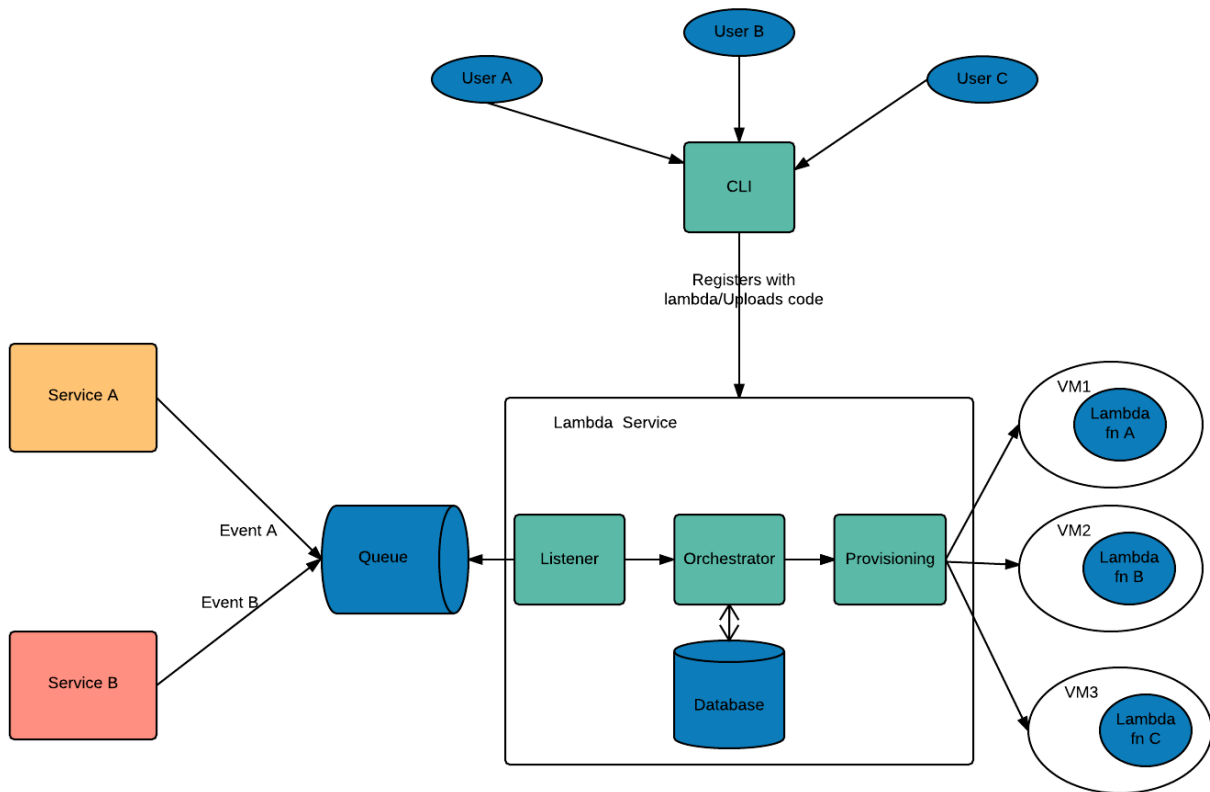 User B
User A
User C
CLI
Registers with
lambda/Uploads code
Service A
Lambda Service
VM1
Lambda
fn A
Event A
Queue
Listener
Orchestrator
Provisioning
VM2
Lambda
fn B
Event B
Service B
Database
VM3
Lambda
fn C